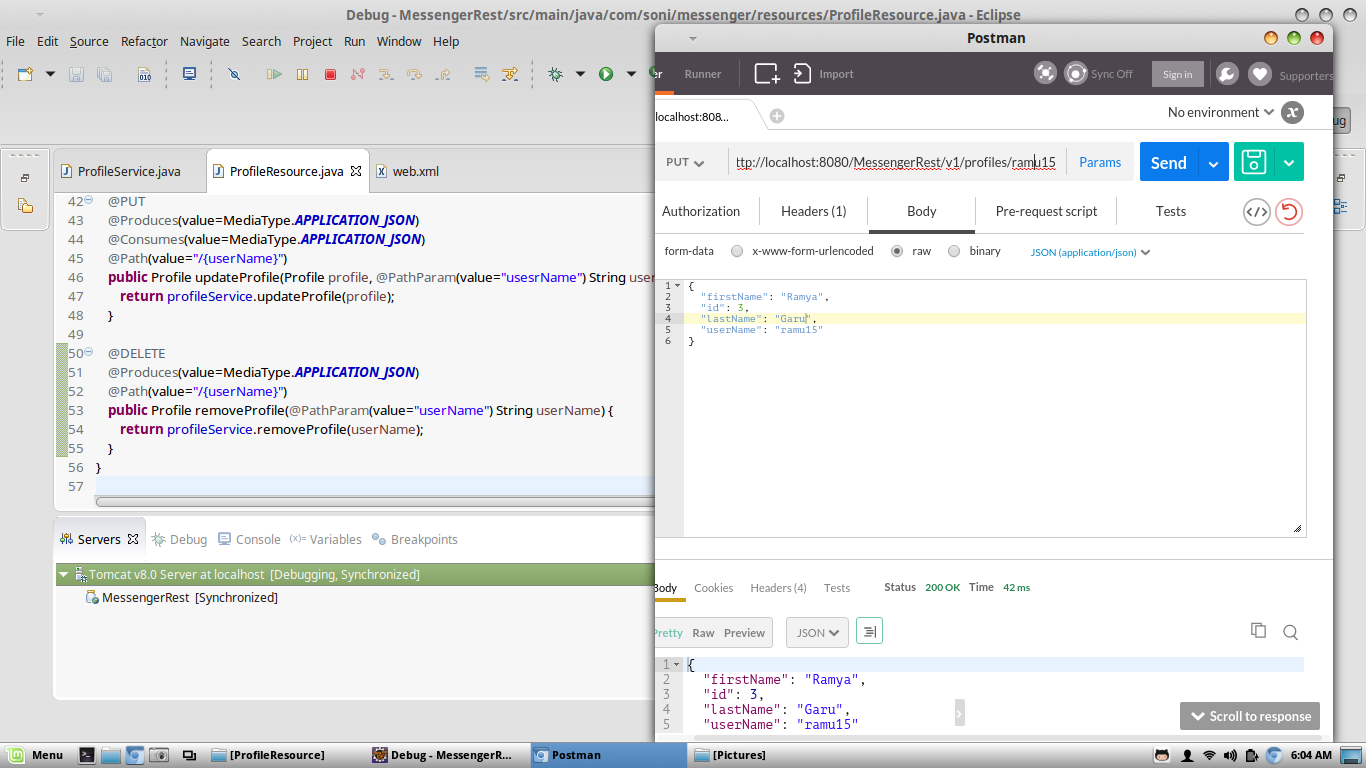 Debug - MessengerRest/src/main/java/com/soni/messenger/resources/ProfileResource.java - Eclipse
File Edit Source Refactor Navigate Search Project Run Window Help
ProfileService.java ProfileResource.java web.xml
42 @PUT
43 @Produces(value=MediaType.APPLICATION_JSON)
44 @Consumes(value=MediaType.APPLICATION_JSON)
45 @Path(value="/{userName}")
46 public Profile updateProfile(Profile profile, @PathParam(value="usesrName") String user
47 return profileService.updateProfile(profile);
48 }
49
50 @DELETE
51 @Produces(value=MediaType.APPLICATION_JSON)
52 @Path(value="/{userName}")
53 public Profile removeProfile(@PathParam(value="userName") String userName) {
54 return profileService.removeProfile(userName);
55 }
56 }
57
Servers Debug Console (x)= Variables Breakpoints
Tomcat v8.0 Server at localhost [Debugging, Synchronized]
MessengerRest [Synchronized]
Postman
er Runner Import Sync Off Sign in Supporters
localhost:808... No environment x
ug
PUT ttp://localhost:8080/MessengerRest/v1/profiles/ramu15 Params Send
Authorization Headers (1) Body Pre-request script Tests
form-data x-www-form-urlencoded raw binary JSON (application/json)
1 {
2 "firstName": "Ramya",
3 "id": 3,
4 "lastName": "Garu",
5 "userName": "ramu15"
6 }
Body Cookies Headers (4) Tests Status 200 OK Time 42 ms
Pretty Raw Preview JSON
1 {
2 "firstName": "Ramya",
3 "id": 3,
4 "lastName": "Garu",
5 "userName": "ramu15"
Scroll to response
Menu [ProfileResource] Debug - MessengerR... Postman [Pictures] 6:04 AM